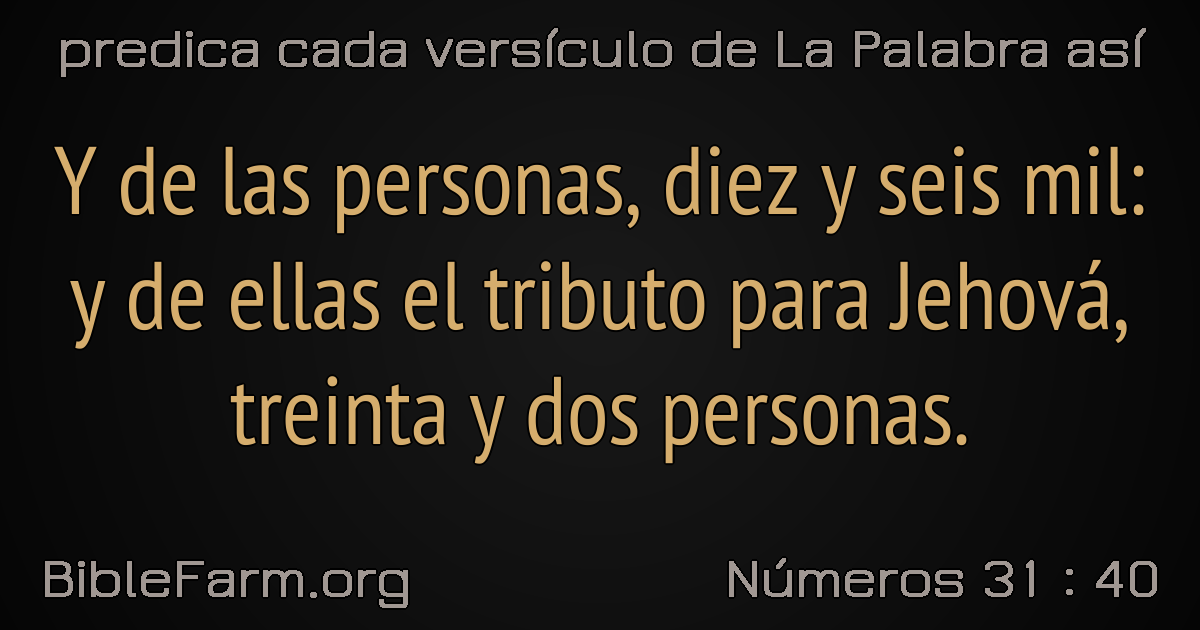 predica cada versículo de La Palabra así
Y de las personas, diez y seis mil:
y de ellas el tributo para Jehová,
treinta y dos personas.
BibleFarm.org
Números 31 : 40